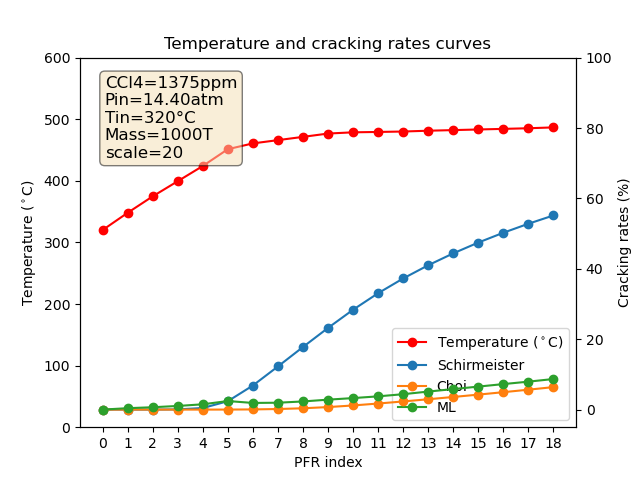 Temperature and cracking rates curves
CCl4=1375ppm
Pin=14.40atm
Tin=320°C
Mass=1000T
scale=20
Temperature (°C)
600
500
400
300
200
100
0
Cracking rates (%)
100
80
60
40
20
0
Temperature (°C)
Schirmeister
Choi
ML
0 1 2 3 4 5 6 7 8 9 10 11 12 13 14 15 16 17 18
PFR index